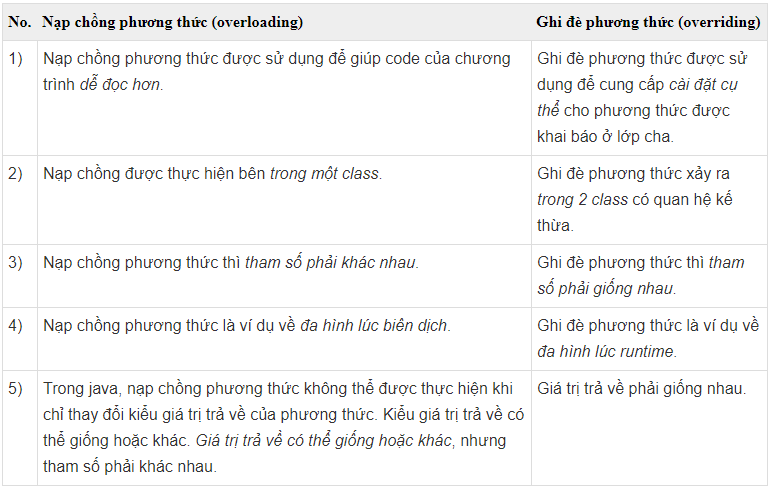 No. Nạp chồng phương thức (overloading) Ghi đè phương thức (overriding)
1) Nạp chồng phương thức được sử dụng để giúp code của chương
trình dễ đọc hơn.
Ghi đè phương thức được sử
dụng để cung cấp cài đặt cụ
thể cho phương thức được
khai báo ở lớp cha.
2) Nạp chồng được thực hiện bên trong một class.
Ghi đè phương thức xảy ra
trong 2 class có quan hệ kế
thừa.
3) Nạp chồng phương thức thì tham số phải khác nhau.
Ghi đè phương thức thì tham
số phải giống nhau.
4) Nạp chồng phương thức là ví dụ về đa hình lúc biên dịch.
Ghi đè phương thức là ví dụ về
đa hình lúc runtime.
5) Trong java, nạp chồng phương thức không thể được thực hiện khi
chỉ thay đổi kiểu giá trị trả về của phương thức. Kiểu giá trị trả về có
thể giống hoặc khác. Giá trị trả về có thể giống hoặc khác, nhưng
tham số phải khác nhau.
Giá trị trả về phải giống nhau.